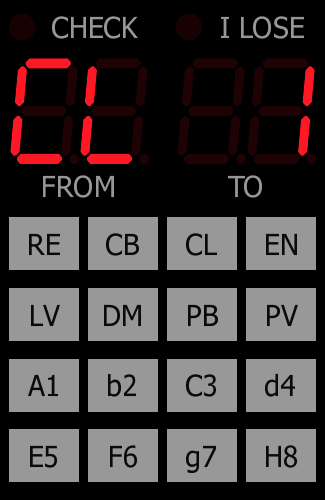 CHECK I LOSE
CL 1
FROM TO
RE CB CL EN
LV DM PB PV
A1 b2 C3 d4
E5 F6 g7 H8